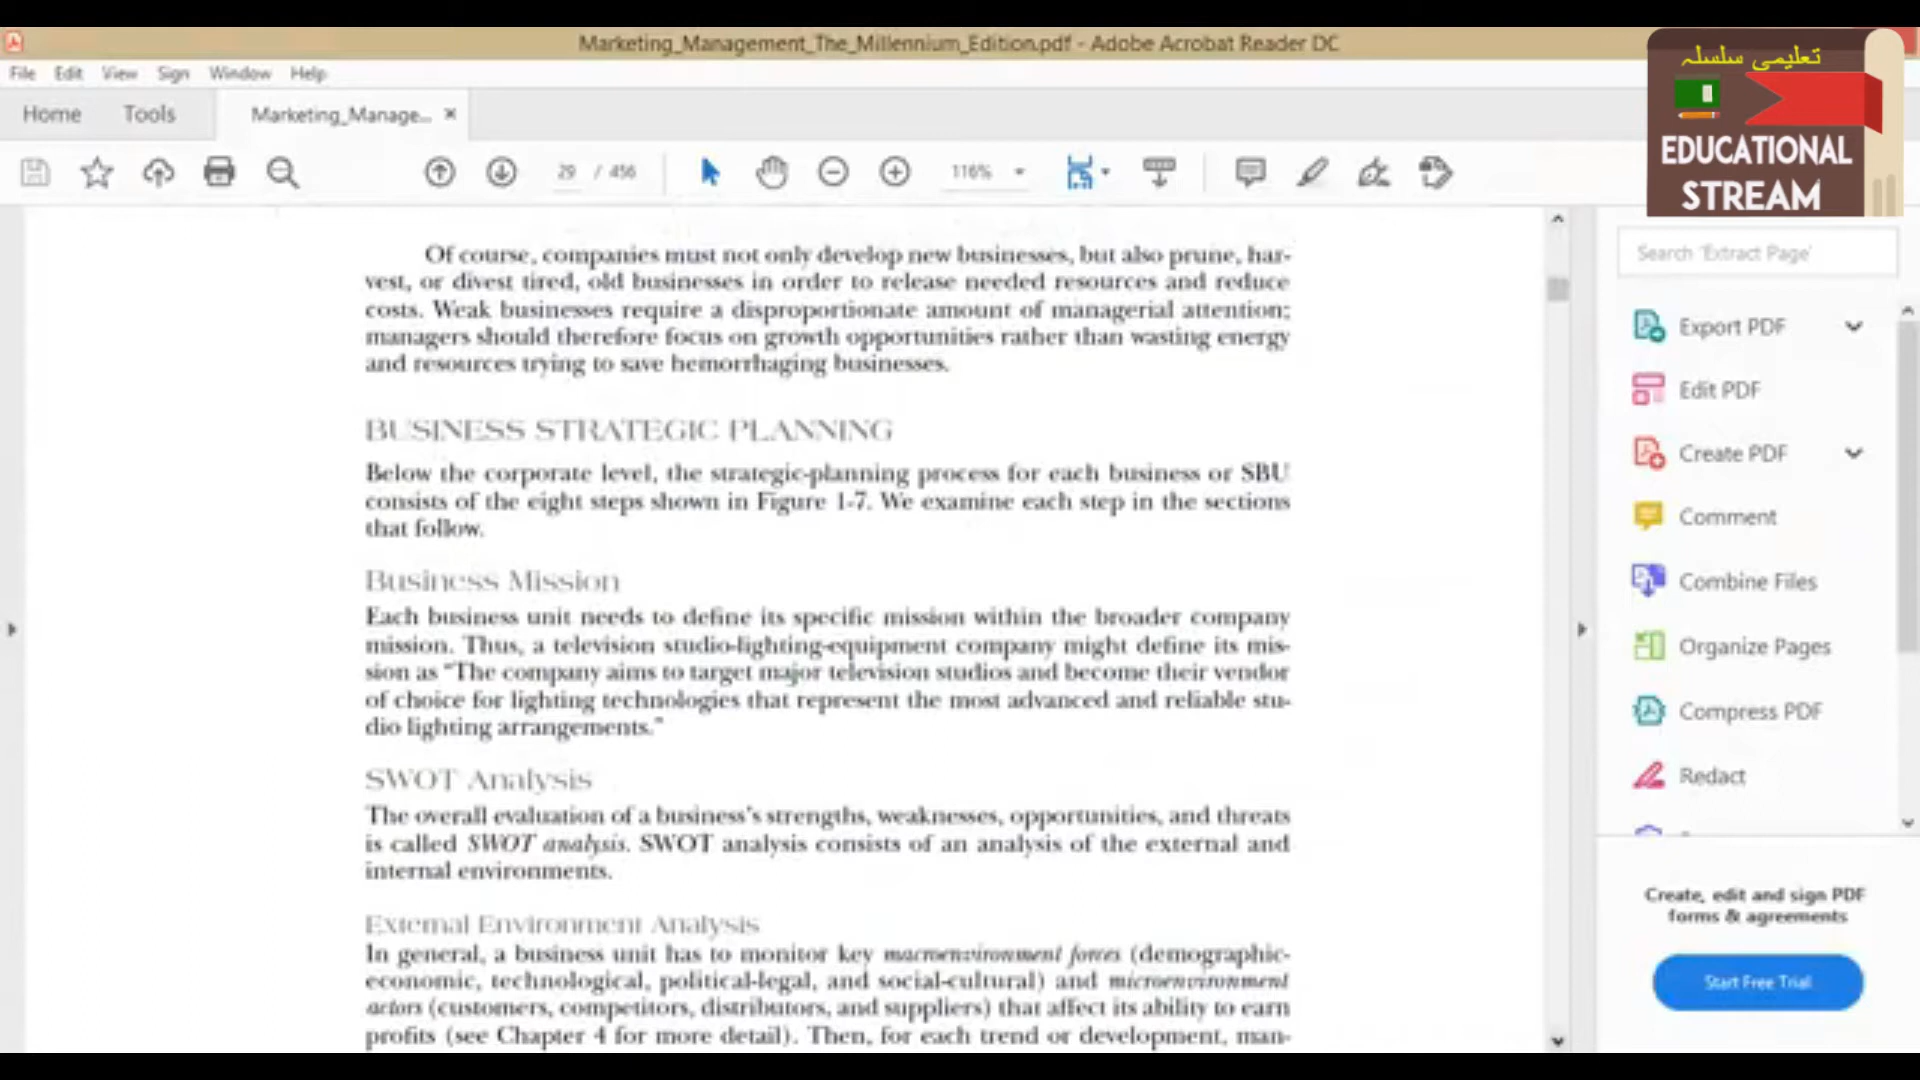 Marketing_Management_The_Millennium_Edition.pdf - Adobe Acrobat Reader DC
File Edit View Sign Window Help
Home Tools Marketing_Manage... ×
29 / 456 116%
تعلیمی سلسلہ
EDUCATIONAL
STREAM
Of course, companies must not only develop new businesses, but also prune, har-
vest, or divest tired, old businesses in order to release needed resources and reduce
costs. Weak businesses require a disproportionate amount of managerial attention;
managers should therefore focus on growth opportunities rather than wasting energy
and resources trying to save hemorrhaging businesses.
BUSINESS STRATEGIC PLANNING
Below the corporate level, the strategic-planning process for each business or SBU
consists of the eight steps shown in Figure 1-7. We examine each step in the sections
that follow.
Business Mission
Each business unit needs to define its specific mission within the broader company
mission. Thus, a television studio-lighting-equipment company might define its mis-
sion as “The company aims to target major television studios and become their vendor
of choice for lighting technologies that represent the most advanced and reliable stu-
dio lighting arrangements.”
SWOT Analysis
The overall evaluation of a business’s strengths, weaknesses, opportunities, and threats
is called SWOT analysis. SWOT analysis consists of an analysis of the external and
internal environments.
External Environment Analysis
In general, a business unit has to monitor key macroenvironment forces (demographic-
economic, technological, political-legal, and social-cultural) and microenvironment
actors (customers, competitors, distributors, and suppliers) that affect its ability to earn
profits (see Chapter 4 for more detail). Then, for each trend or development, man-
Search 'Extract Page'
Export PDF
Edit PDF
Create PDF
Comment
Combine Files
Organize Pages
Compress PDF
Redact
Create, edit and sign PDF
forms & agreements
Start Free Trial